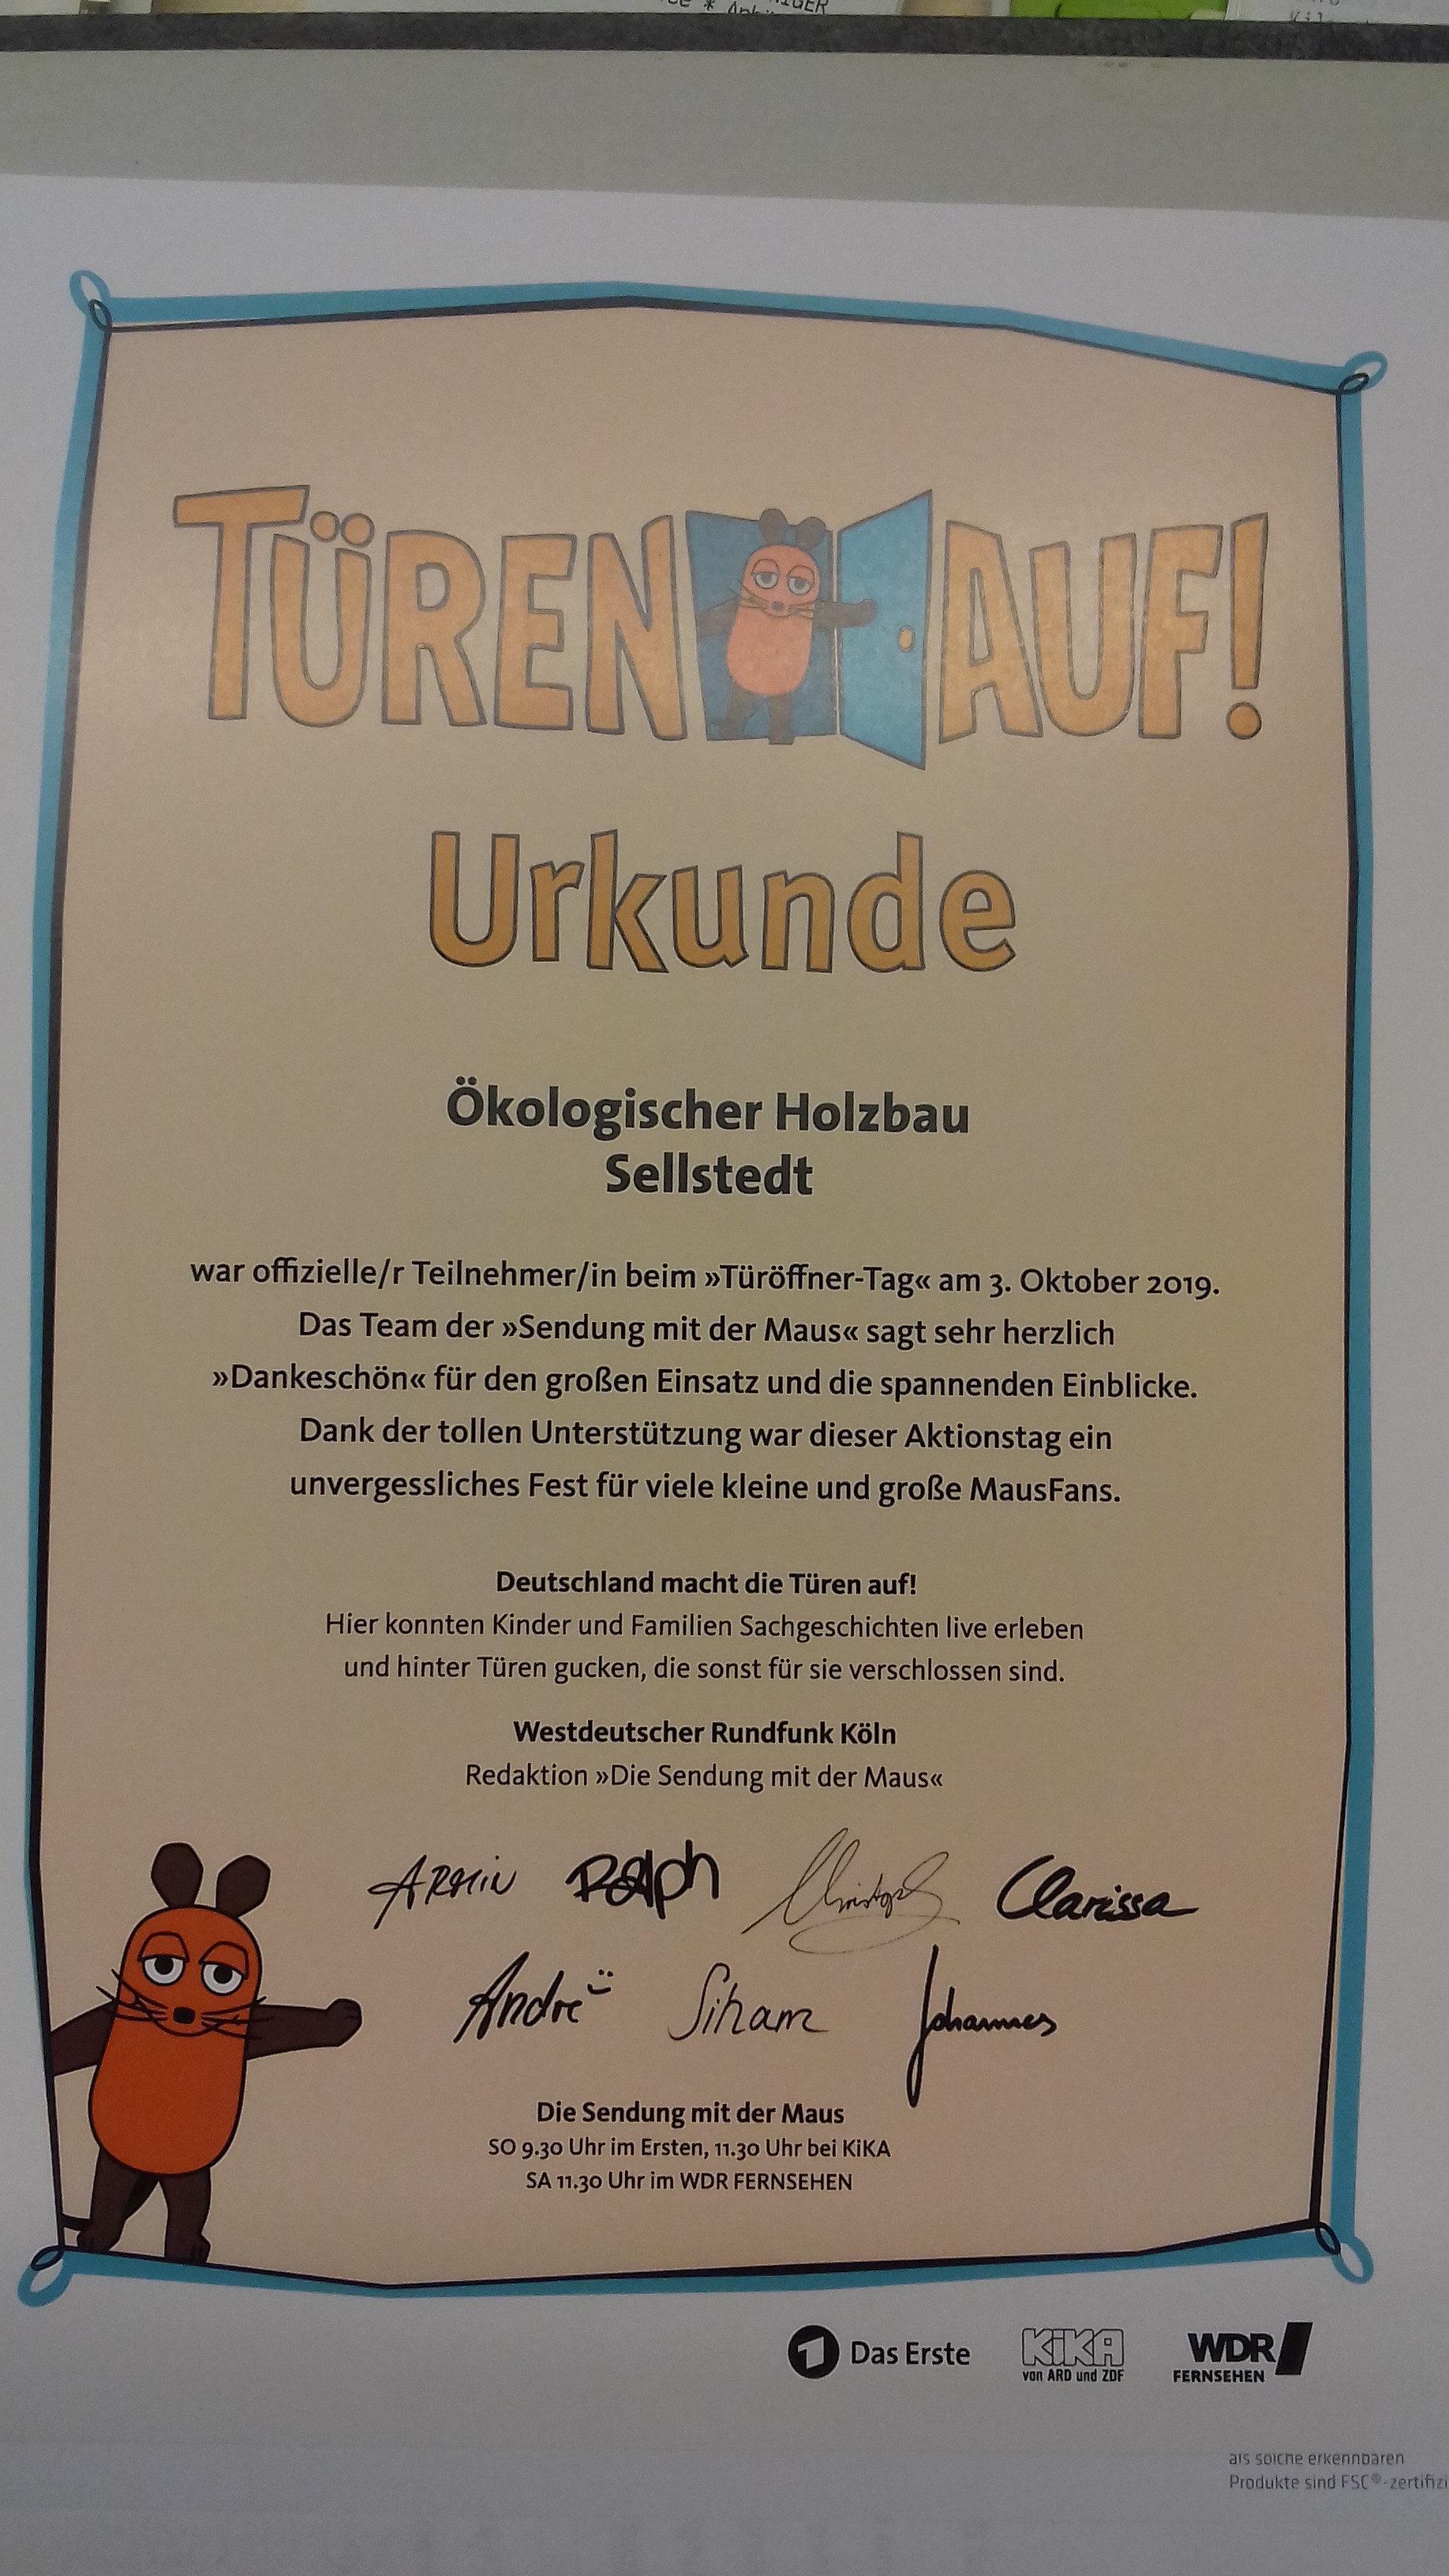 TÜREN AUF!
Urkunde
Ökologischer Holzbau
Sellstedt
war offizielle/r Teilnehmer/in beim »Türöffner-Tag« am 3. Oktober 2019.
Das Team der »Sendung mit der Maus« sagt sehr herzlich
»Dankeschön« für den großen Einsatz und die spannenden Einblicke.
Dank der tollen Unterstützung war dieser Aktionstag ein
unvergessliches Fest für viele kleine und große MausFans.
Deutschland macht die Türen auf!
Hier konnten Kinder und Familien Sachgeschichten live erleben
und hinter Türen gucken, die sonst für sie verschlossen sind.
Westdeutscher Rundfunk Köln
Redaktion »Die Sendung mit der Maus«
ARMIN Ralph Christoph Clarissa
André Siham Johannes
Die Sendung mit der Maus
SO 9.30 Uhr im Ersten, 11.30 Uhr bei KiKA
SA 11.30 Uhr im WDR FERNSEHEN
1 Das Erste KiKA WDR
von ARD und ZDF FERNSEHEN
als solche erkennbaren
Produkte sind FSC®-zertifizi